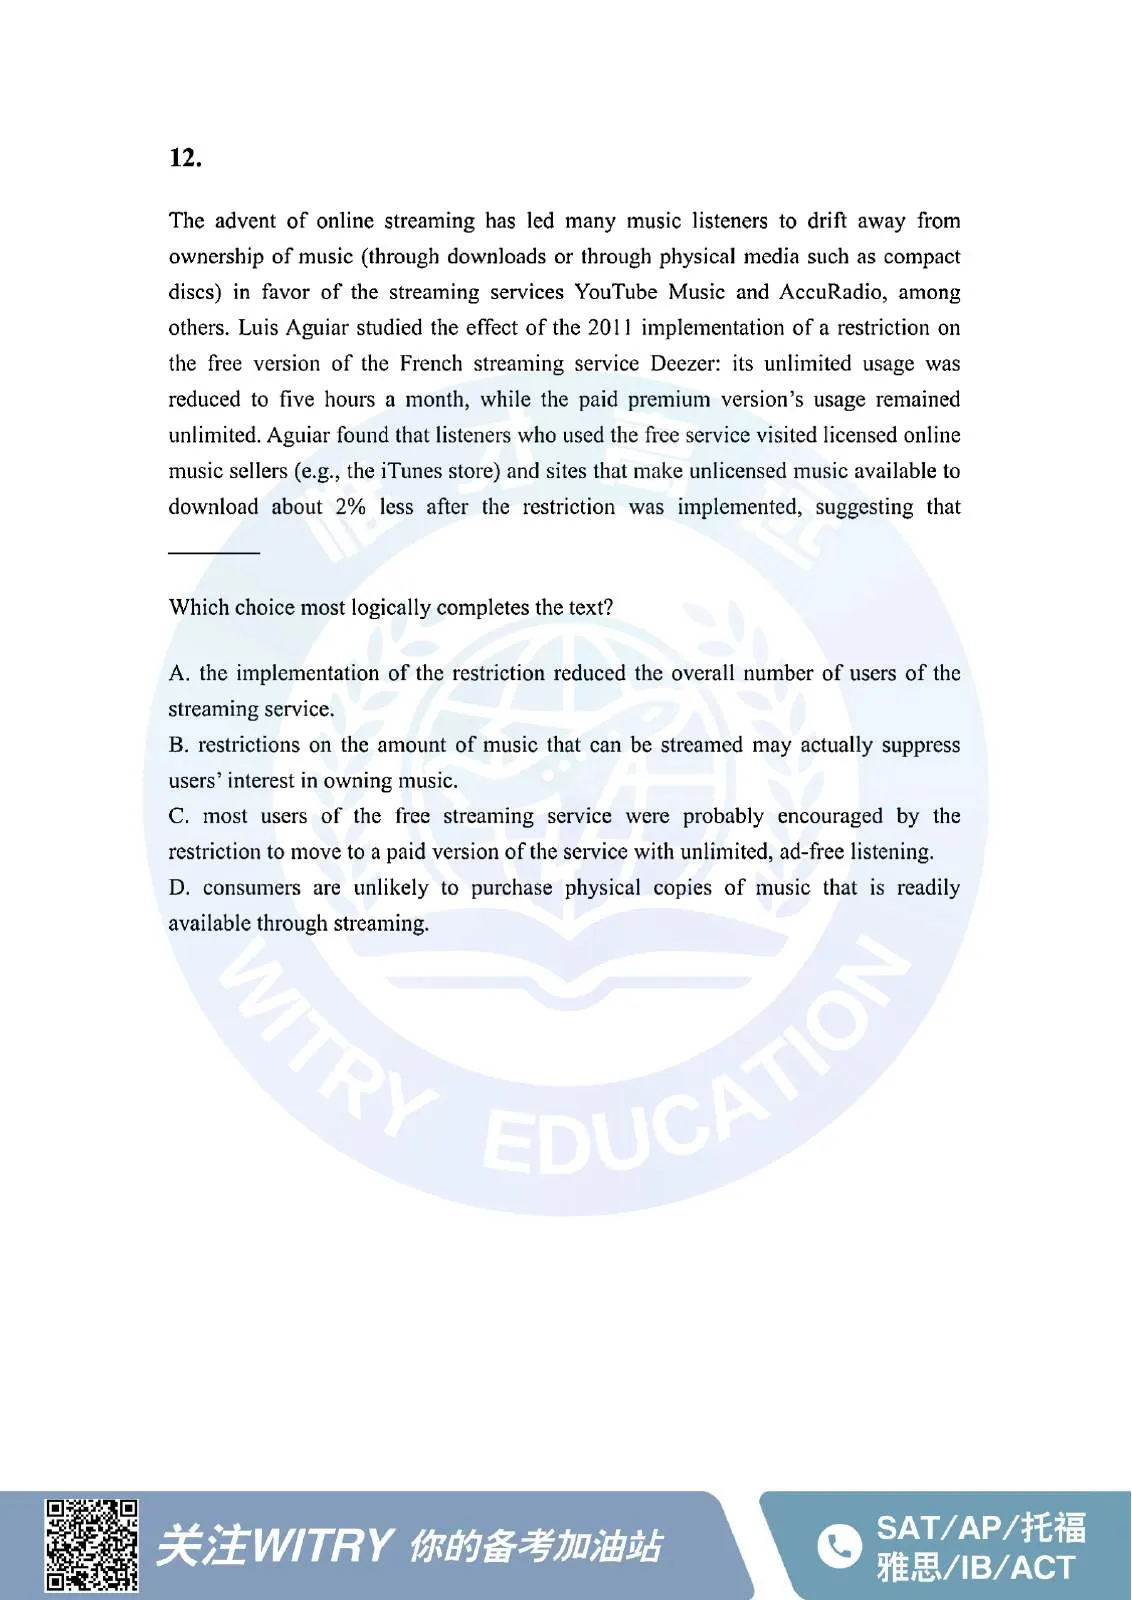 12.
The advent of online streaming has led many music listeners to drift away from
ownership of music (through downloads or through physical media such as compact
discs) in favor of the streaming services YouTube Music and AccuRadio, among
others. Luis Aguiar studied the effect of the 2011 implementation of a restriction on
the free version of the French streaming service Deezer: its unlimited usage was
reduced to five hours a month, while the paid premium version's usage remained
unlimited. Aguiar found that listeners who used the free service visited licensed online
music sellers (e.g., the iTunes store) and sites that make unlicensed music available to
download about 2% less after the restriction was implemented, suggesting that
________
Which choice most logically completes the text?
A. the implementation of the restriction reduced the overall number of users of the
streaming service.
B. restrictions on the amount of music that can be streamed may actually suppress
users' interest in owning music.
C. most users of the free streaming service were probably encouraged by the
restriction to move to a paid version of the service with unlimited, ad-free listening.
D. consumers are unlikely to purchase physical copies of music that is readily
available through streaming.
WITRY EDUCATION
关注WITRY 你的备考加油站
SAT/AP/托福
雅思/IB/ACT